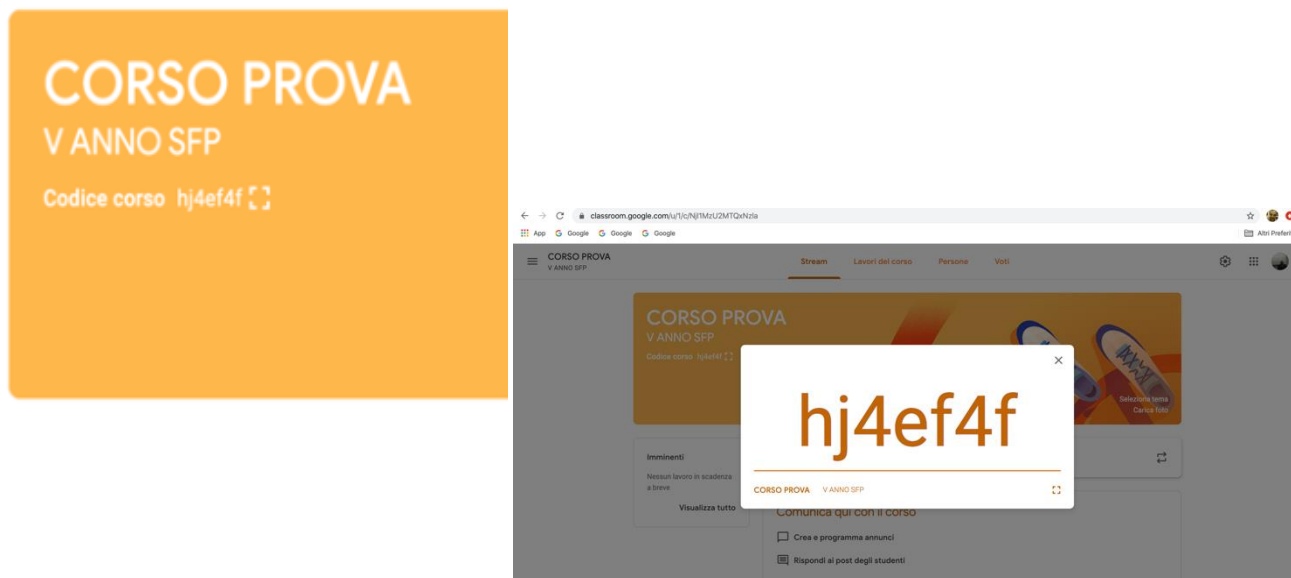 CORSO PROVA
V ANNO SFP
Codice corso hj4ef4f
classroom.google.com/u/1/c/NjI1MzU2MTQxNzla
App Google Google Google
Altri Preferi
CORSO PROVA
V ANNO SFP
Stream Lavori del corso Persone Voti
CORSO PROVA
V ANNO SFP
Codice corso hj4ef4f
Seleziona tema
Carica foto
hj4ef4f
CORSO PROVA V ANNO SFP
Imminenti
Nessun lavoro in scadenza
a breve
Visualizza tutto
Comunica qui con il corso
Crea e programma annunci
Rispondi ai post degli studenti